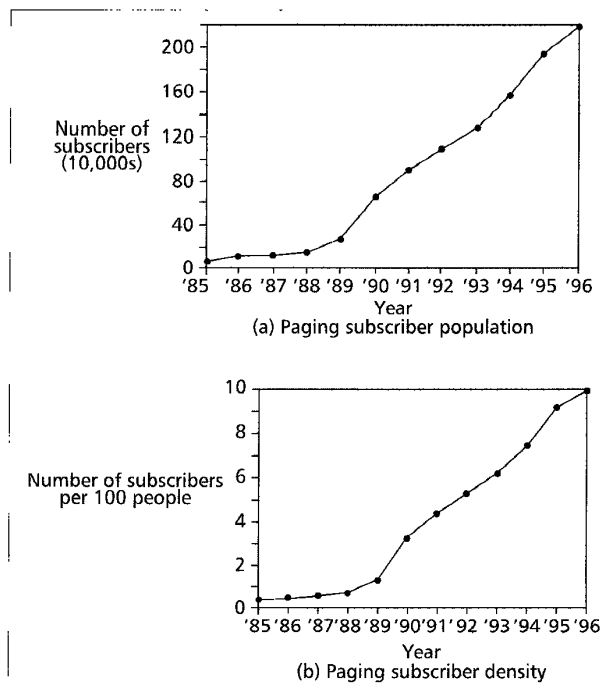 220
160
120
80
40
0
Number of
subscribers
(10,000s)
'85 '86 '87 '88 '89 '90 '91 '92 '93 '94 '95 '96
Year
(a) Paging subscriber population
10
8
6
4
2
0
Number of subscribers
per 100 people
'85 '86 '87 '88 '89 '90 '91 '92 '93 '94 '95 '96
Year
(b) Paging subscriber density